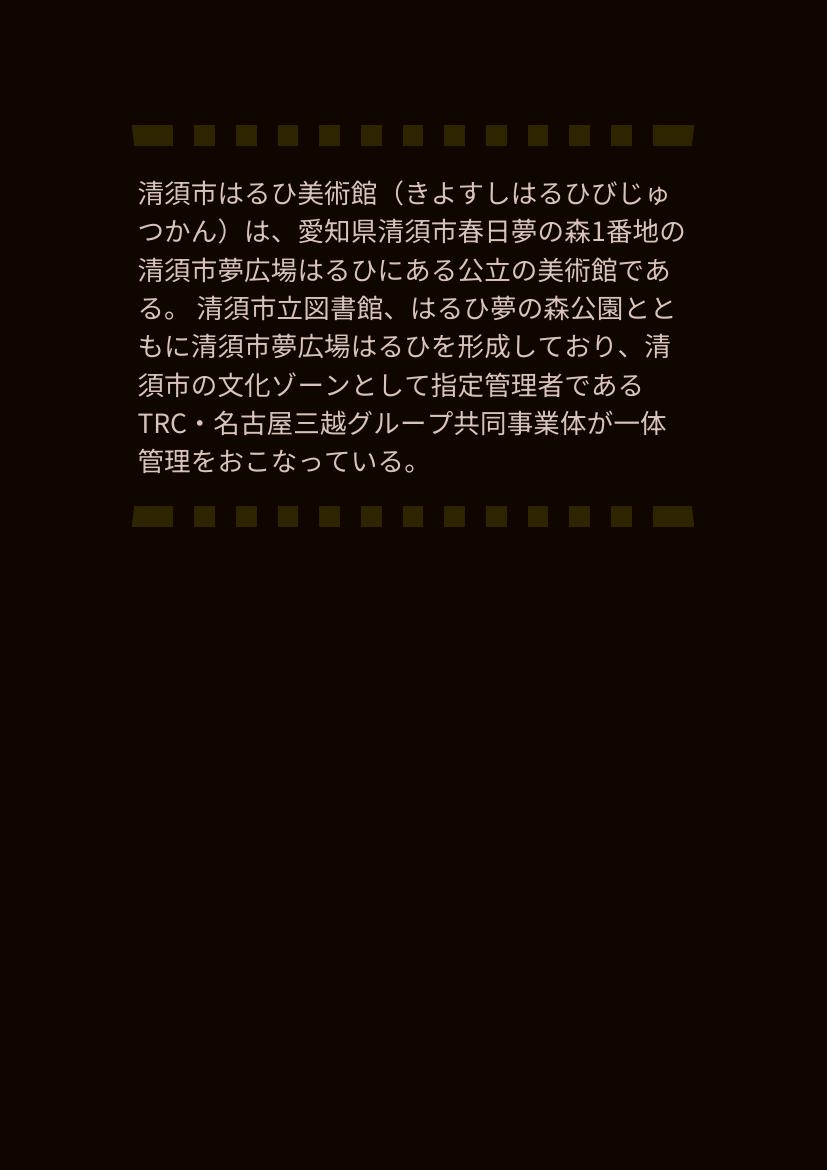 清須市はるひ美術館（きよすしはるひびじゅ
つかん）は、愛知県清須市春日夢の森1番地の
清須市夢広場はるひにある公立の美術館であ
る。 清須市立図書館、はるひ夢の森公園とと
もに清須市夢広場はるひを形成しており、清
須市の文化ゾーンとして指定管理者である
TRC・名古屋三越グループ共同事業体が一体
管理をおこなっている。